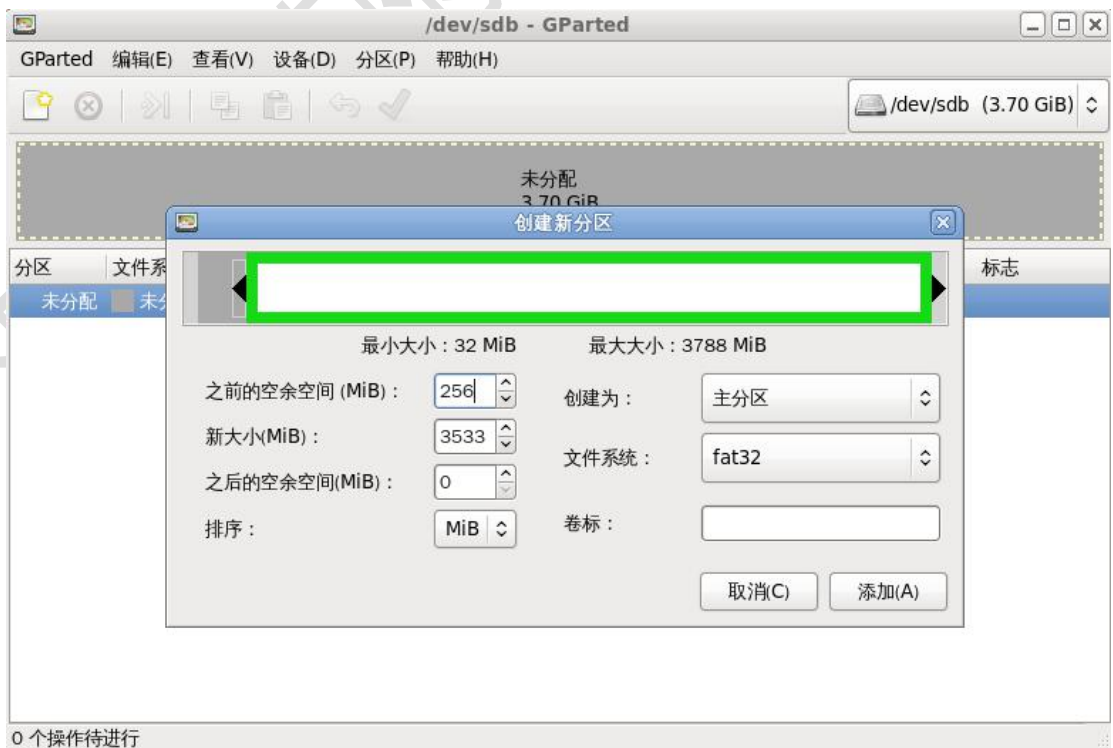 /dev/sdb - GParted
GParted 编辑(E) 查看(V) 设备(D) 分区(P) 帮助(H)
/dev/sdb (3.70 GiB)
未分配
3.70 GiB
创建新分区
分区 文件系 标志
未分配 未分
最小大小：32 MiB 最大大小：3788 MiB
之前的空余空间 (MiB)： 256 创建为： 主分区
新大小(MiB)： 3533 文件系统： fat32
之后的空余空间(MiB)： 0
排序： MiB 卷标：
取消(C) 添加(A)
0 个操作待进行